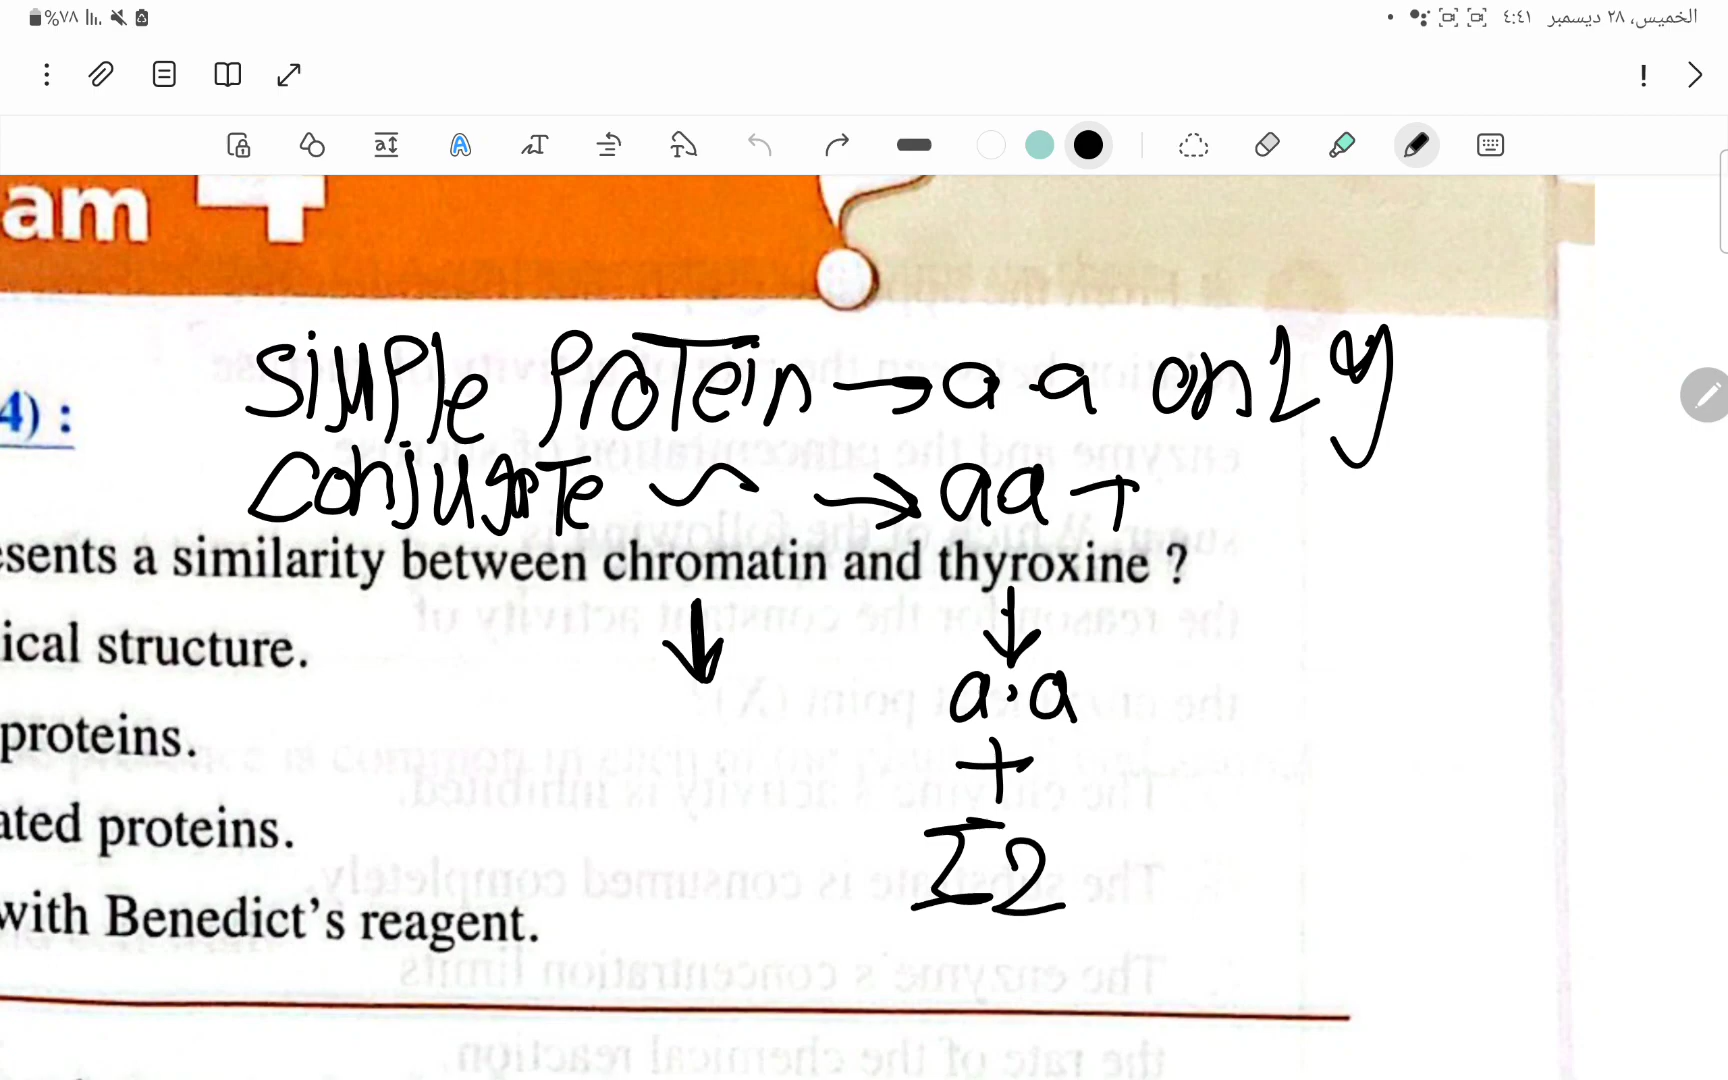 %٧٨
الخميس، ٢٨ ديسمبر ٤:٤١
am 4
simple protein → a a only
4) :
conjugate ~ → aa +
esents a similarity between chromatin and thyroxine ?
ical structure.
a.a
proteins.
+
ated proteins.
I2
with Benedict's reagent.